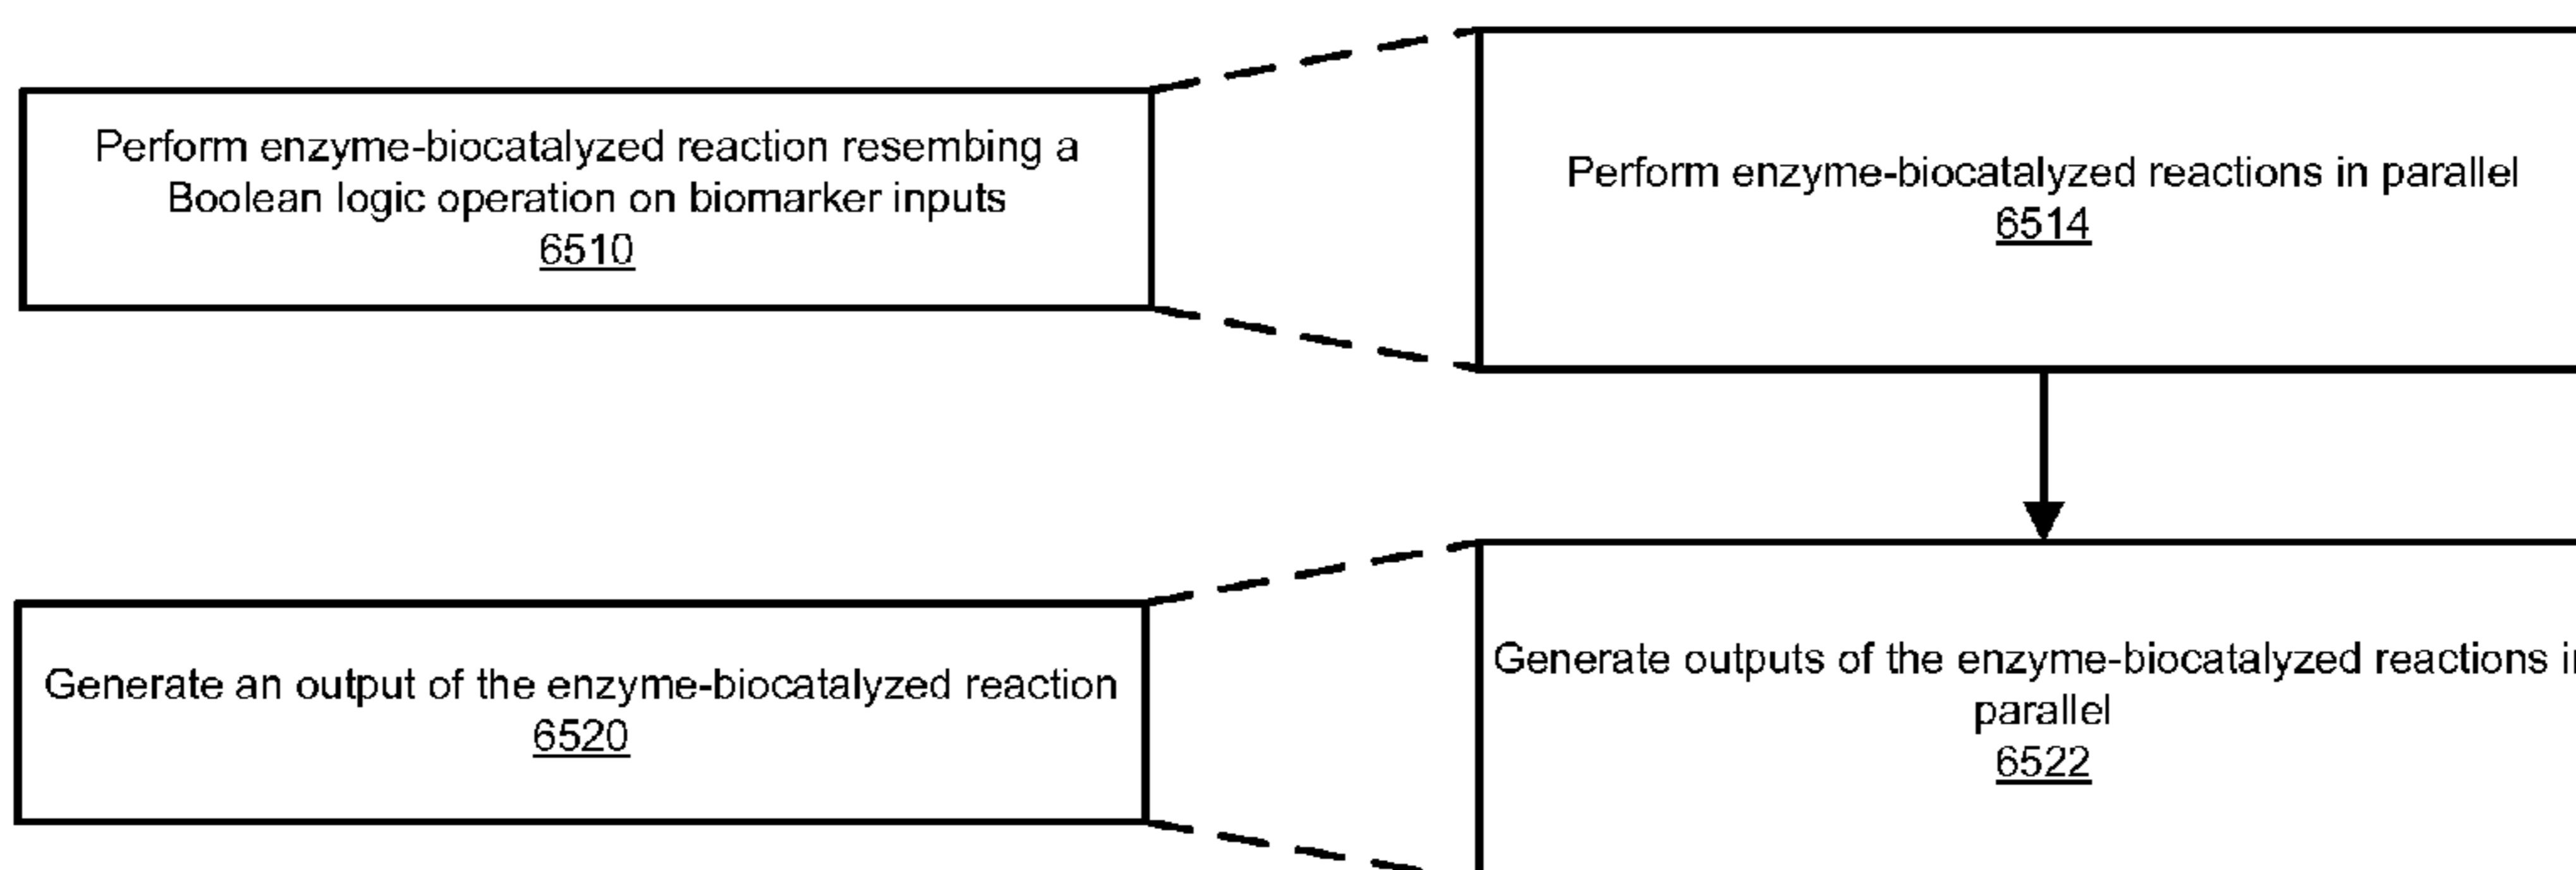 Perform enzyme-biocatalyzed reaction resembing a
Boolean logic operation on biomarker inputs
6510
Perform enzyme-biocatalyzed reactions in parallel
6514
Generate an output of the enzyme-biocatalyzed reaction
6520
Generate outputs of the enzyme-biocatalyzed reactions
parallel
6522